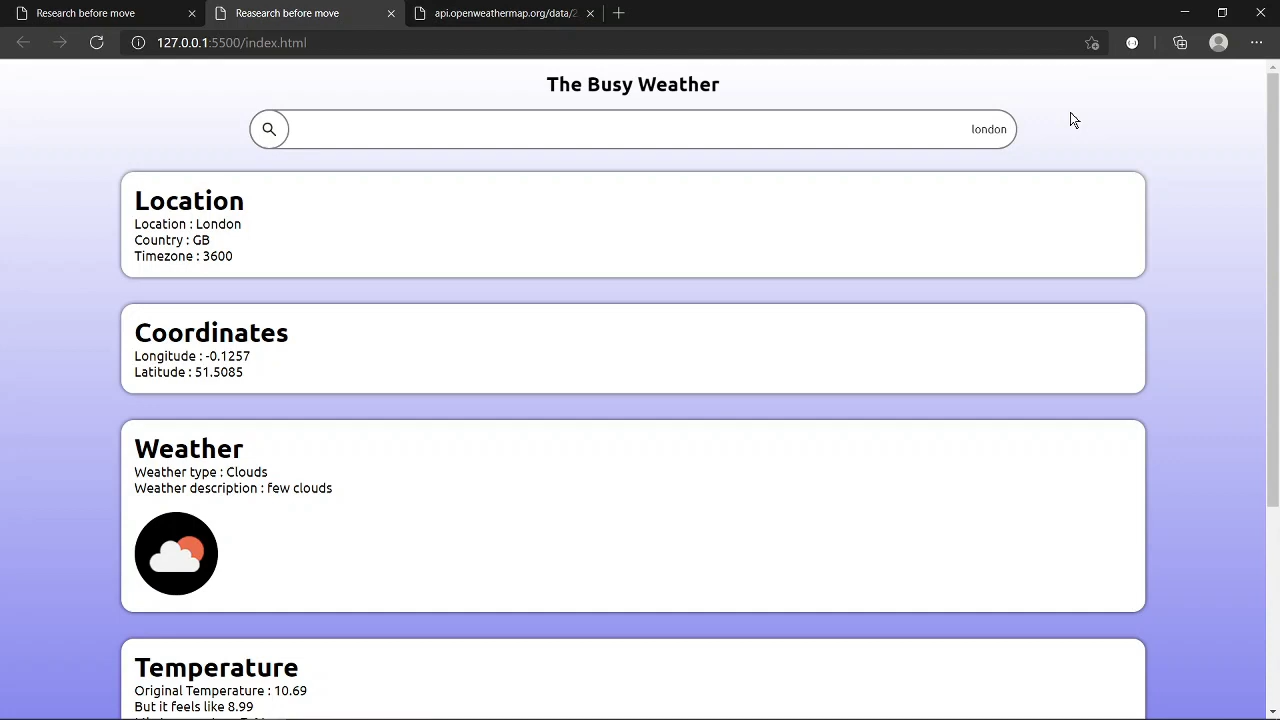 Research before move
Reasearch before move
api.openweathermap.org/data/2
127.0.0.1:5500/index.html
The Busy Weather
london
Location
Location : London
Country : GB
Timezone : 3600
Coordinates
Longitude : -0.1257
Latitude : 51.5085
Weather
Weather type : Clouds
Weather description : few clouds
Temperature
Original Temperature : 10.69
But it feels like 8.99